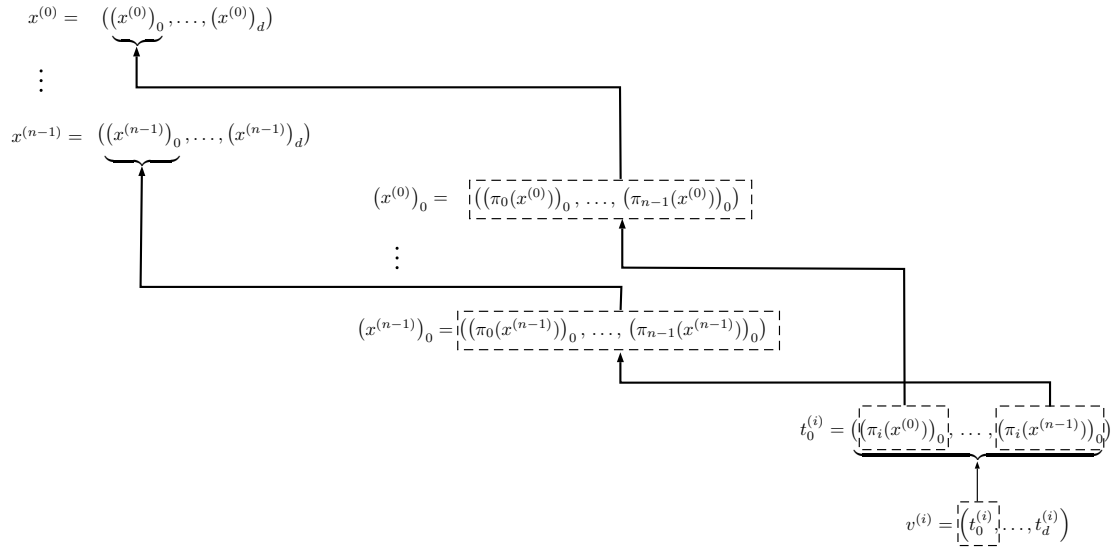 x^{(0)} = ((x^{(0)})_0, ..., (x^{(0)})_d)
⋮
x^{(n−1)} = ((x^{(n−1)})_0, ..., (x^{(n−1)})_d)
(x^{(0)})_0 = ((π_0(x^{(0)}))_0, ..., (π_{n−1}(x^{(0)}))_0)
⋮
(x^{(n−1)})_0 = ((π_0(x^{(n−1)}))_0, ..., (π_{n−1}(x^{(n−1)}))_0)
t_0^{(i)} = ((π_i(x^{(0)}))_0, ..., (π_i(x^{(n−1)}))_0)
v^{(i)} = (t_0^{(i)}, ..., t_d^{(i)})